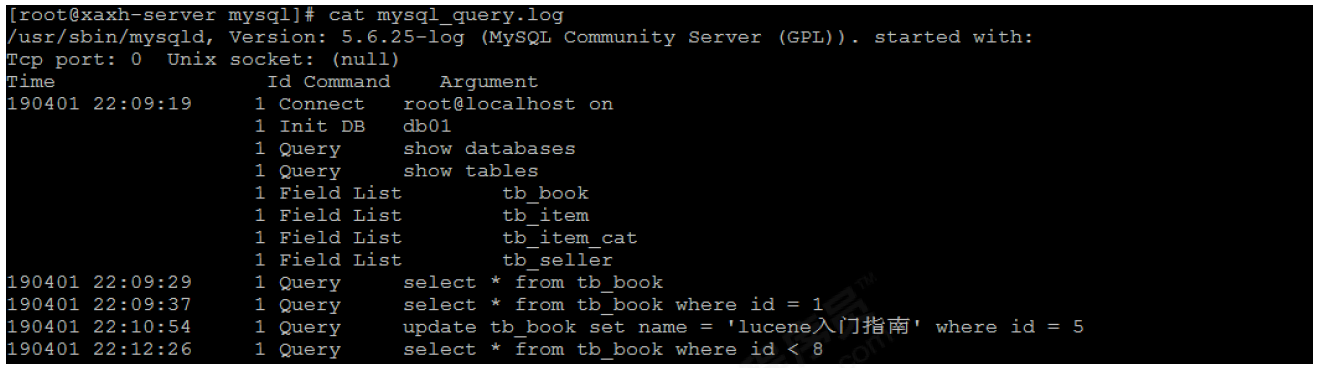 [root@xaxh-server mysql]# cat mysql_query.log
/usr/sbin/mysqld, Version: 5.6.25-log (MySQL Community Server (GPL)). started with:
Tcp port: 0  Unix socket: (null)
Time                 Id Command    Argument
190401 22:09:19     1 Connect   root@localhost on
                    1 Init DB   db01
                    1 Query     show databases
                    1 Query     show tables
                    1 Field List        tb_book
                    1 Field List        tb_item
                    1 Field List        tb_item_cat
                    1 Field List        tb_seller
190401 22:09:29     1 Query     select * from tb_book
190401 22:09:37     1 Query     select * from tb_book where id = 1
190401 22:10:54     1 Query     update tb_book set name = 'lucene入门指南' where id = 5
190401 22:12:26     1 Query     select * from tb_book where id < 8